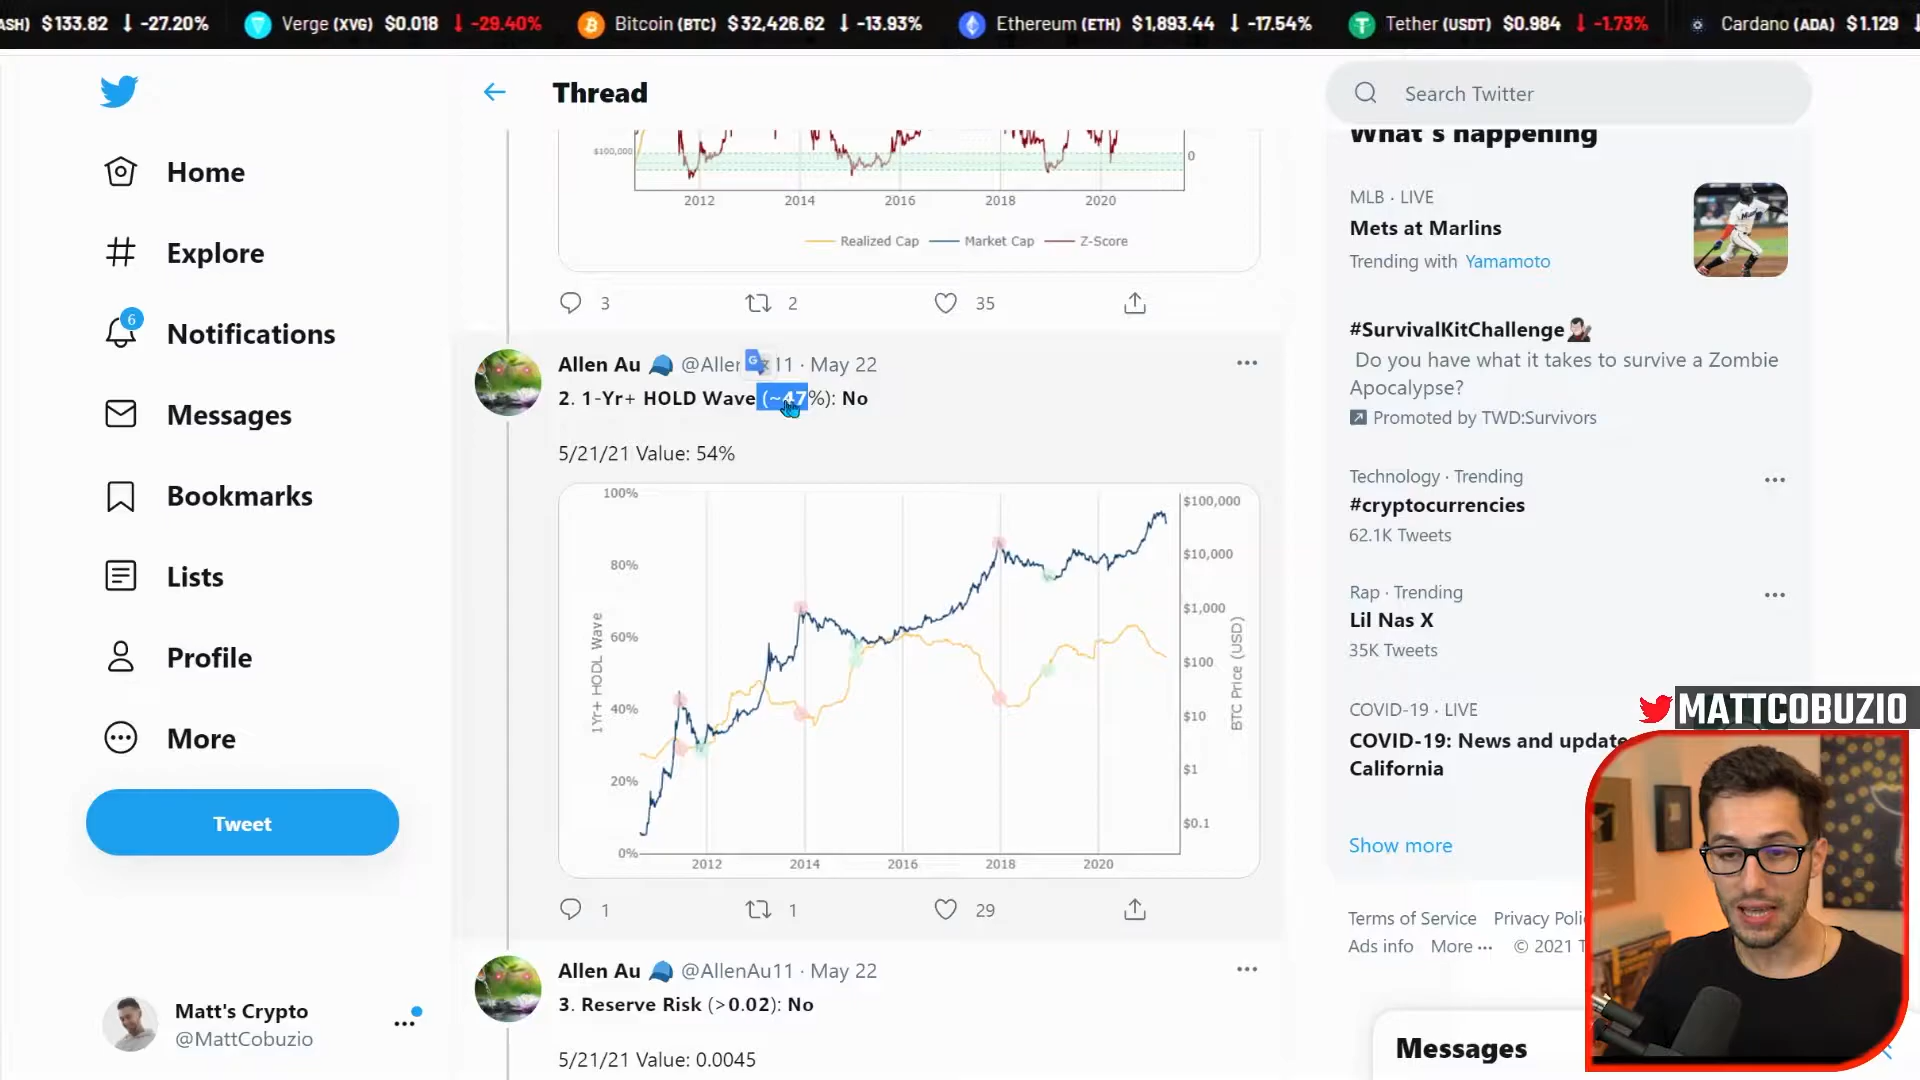 ASH) $133.82 ↓ -27.20% Verge (XVG) $0.018 ↓ -29.40% Bitcoin (BTC) $32,426.62 ↓ -13.93% Ethereum (ETH) $1,893.44 ↓ -17.54% Tether (USDT) $0.984 ↓ -1.73% Cardano (ADA) $1.129
Home
Explore
6
Notifications
Messages
Bookmarks
Lists
Profile
More
Tweet
Matt's Crypto
@MattCobuzio
Thread
$100,000
0
2012 2014 2016 2018 2020
Realized Cap Market Cap Z-Score
3 2 35
Allen Au 11 · May 22
2. 1-Yr+ HOLD Wave (~47%): No
5/21/21 Value: 54%
100%
80%
60%
40%
20%
0%
1Yr+ HODL Wave
$100,000
$10,000
$1,000
$100
$10
$1
$0.1
BTC Price (USD)
2012 2014 2016 2018 2020
1 1 29
Allen Au @AllenAu11 · May 22
3. Reserve Risk (>0.02): No
5/21/21 Value: 0.0045
Search Twitter
What's happening
MLB · LIVE
Mets at Marlins
Trending with Yamamoto
#SurvivalKitChallenge
Do you have what it takes to survive a Zombie
Apocalypse?
Promoted by TWD:Survivors
Technology · Trending
#cryptocurrencies
62.1K Tweets
Rap · Trending
Lil Nas X
35K Tweets
COVID-19 · LIVE
COVID-19: News and update
California
Show more
Terms of Service Privacy Poli
Ads info More ··· © 2021 T
MATTCOBUZIO
Messages